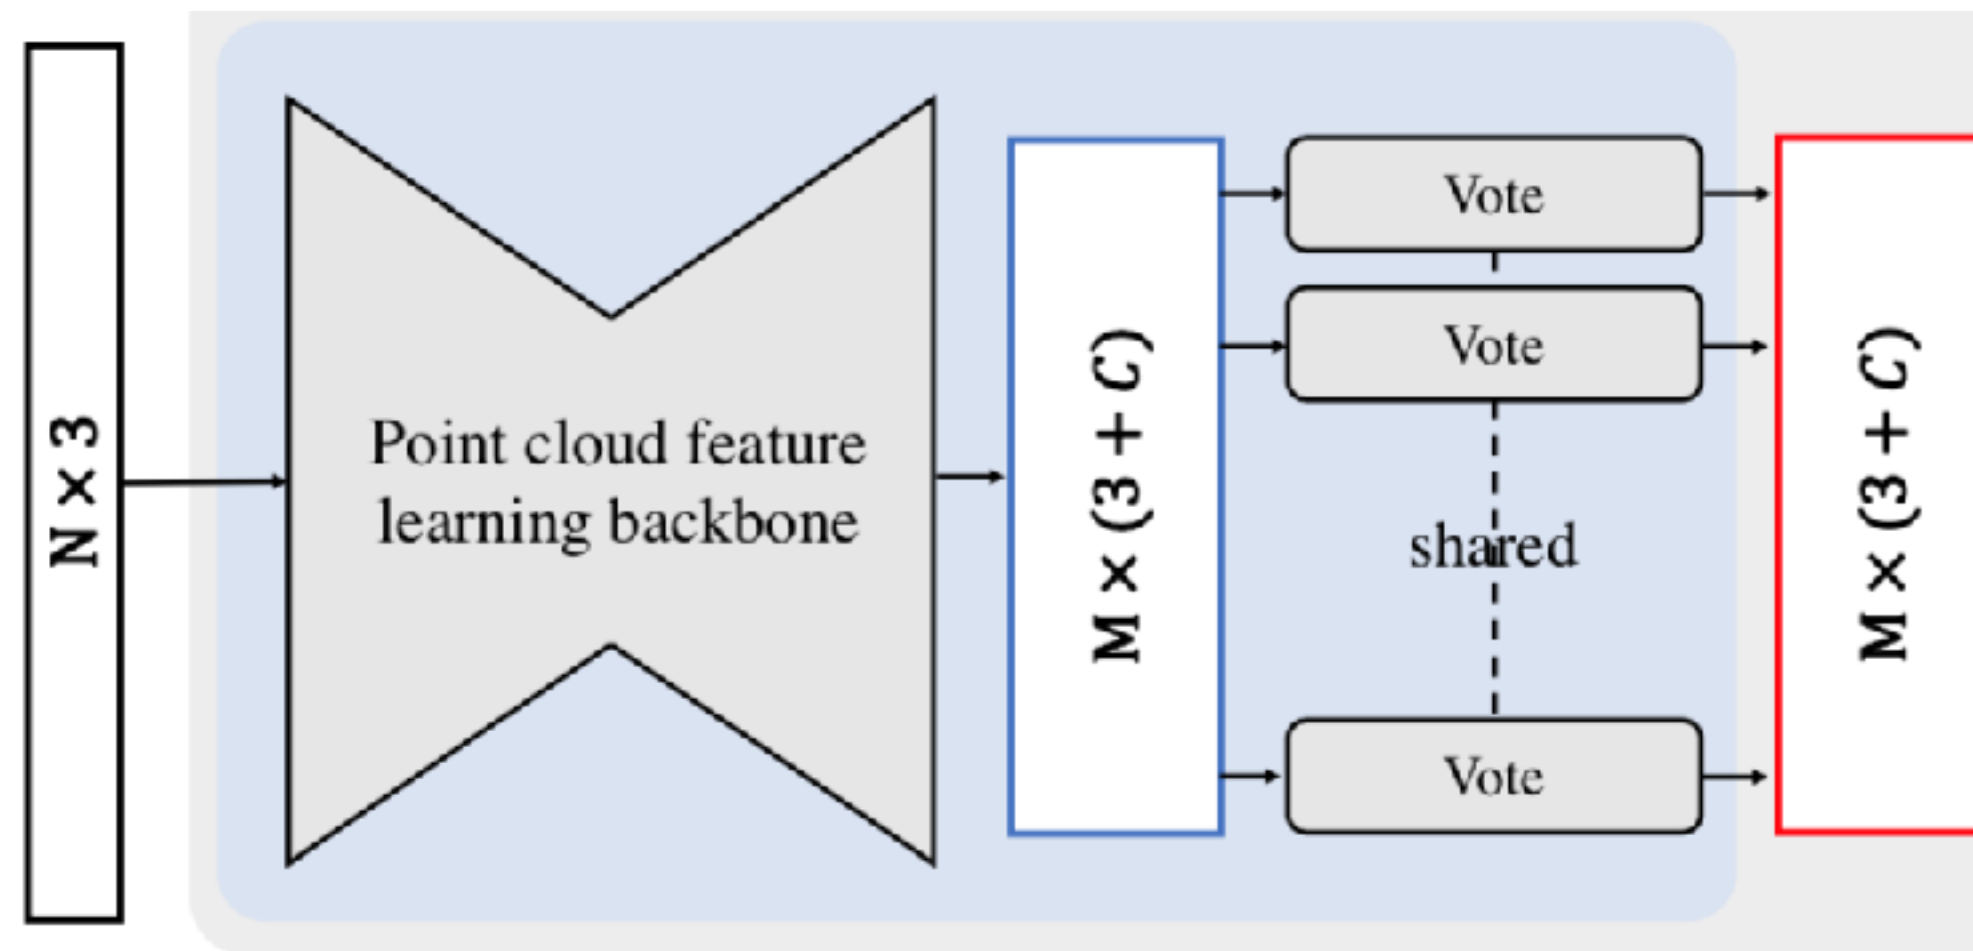 N × 3
Point cloud feature
learning backbone
M × (3 + C)
Vote
Vote
shared
Vote
M × (3 + C)